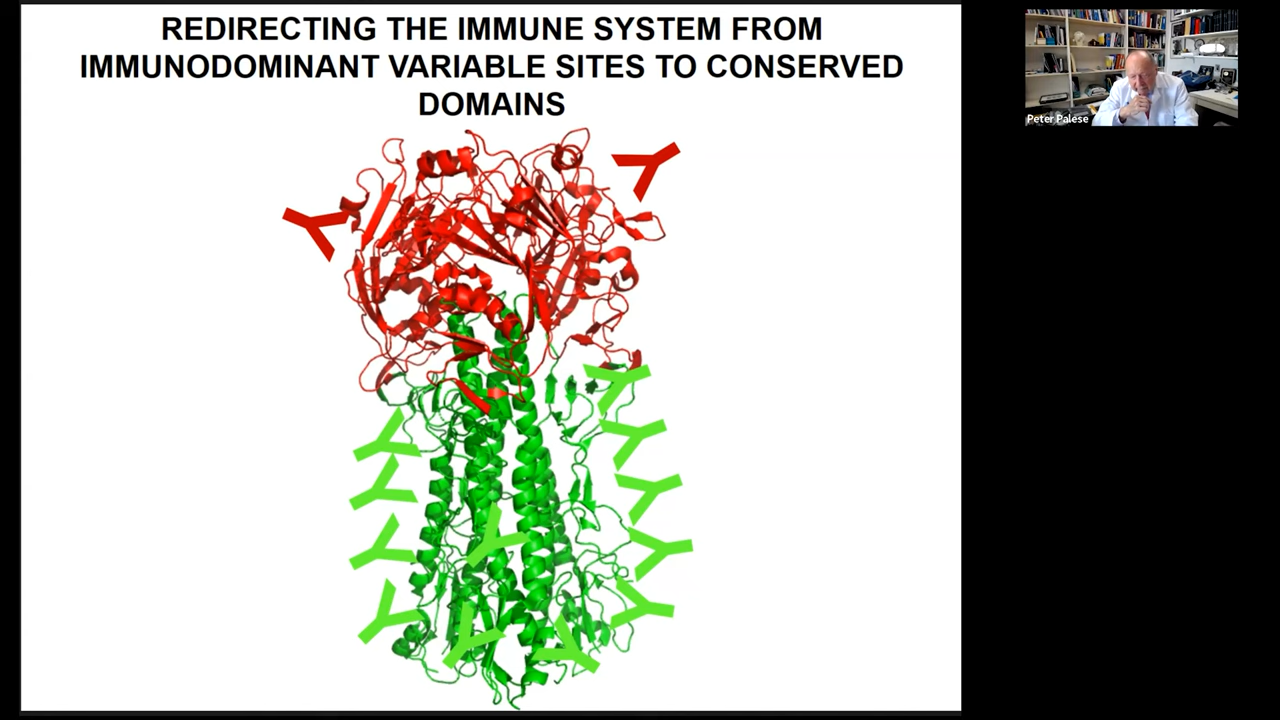 REDIRECTING THE IMMUNE SYSTEM FROM
IMMUNODOMINANT VARIABLE SITES TO CONSERVED
DOMAINS
Peter Palese